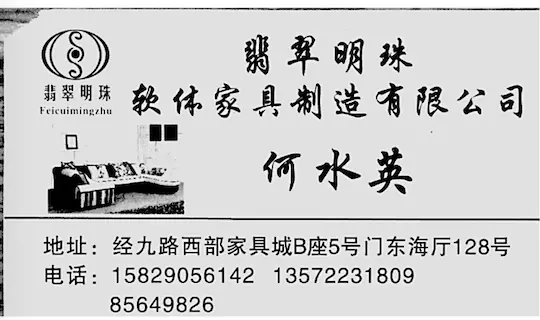 翡翠明珠
Feicuimingzhu
翡翠明珠
软体家具制造有限公司
何水英
地址：经九路西部家具城B座5号门东海厅128号
电话：15829056142 13572231809
85649826